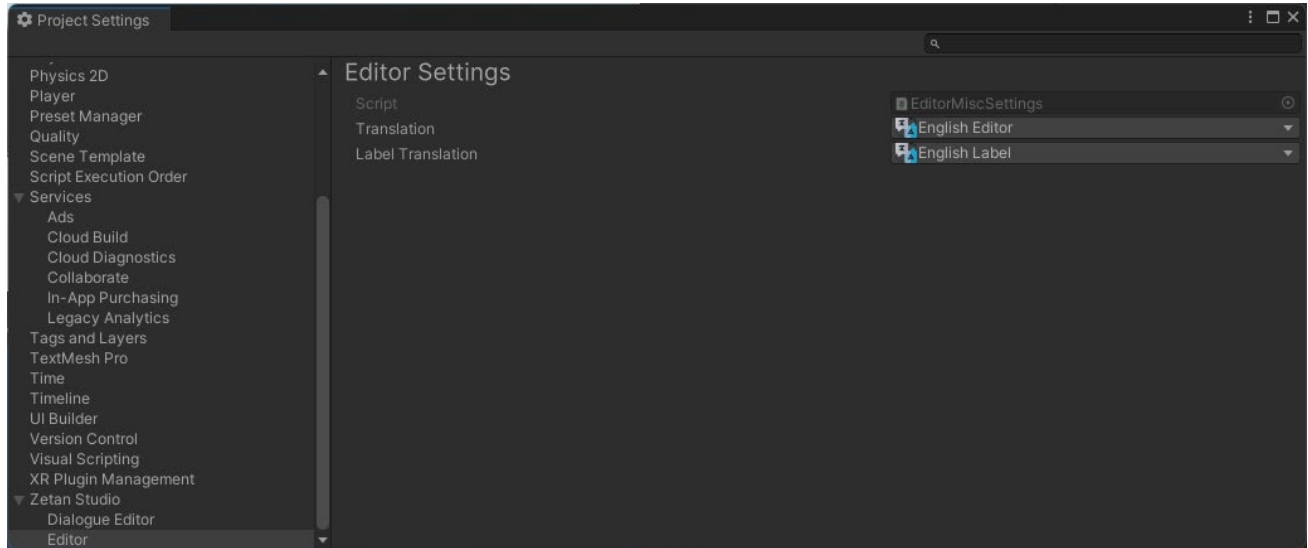 Project Settings
Physics 2D
Player
Preset Manager
Quality
Scene Template
Script Execution Order
Services
Ads
Cloud Build
Cloud Diagnostics
Collaborate
In-App Purchasing
Legacy Analytics
Tags and Layers
TextMesh Pro
Time
Timeline
UI Builder
Version Control
Visual Scripting
XR Plugin Management
Zetan Studio
Dialogue Editor
Editor
Editor Settings
Script EditorMiscSettings
Translation English Editor
Label Translation English Label